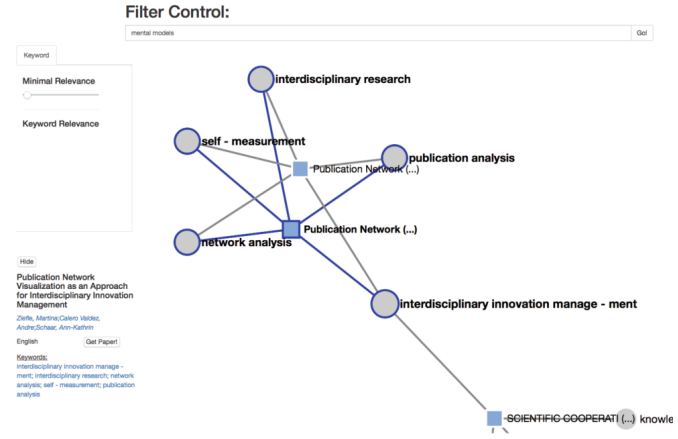 Filter Control:
mental models
Go!
Keyword
Minimal Relevance
Keyword Relevance
interdisciplinary research
self - measurement
publication analysis
Publication Network (...)
Publication Network (...)
network analysis
interdisciplinary innovation manage - ment
SCIENTIFIC COOPERATI (...)
knowle
Hide
Publication Network
Visualization as an Approach
for Interdisciplinary Innovation
Management
Ziefle, Martina;Calero Valdez,
Andre;Schaar, Ann-Kathrin
English
Get Paper!
Keywords:
interdisciplinary innovation manage -
ment; interdisciplinary research; network
analysis; self - measurement; publication
analysis